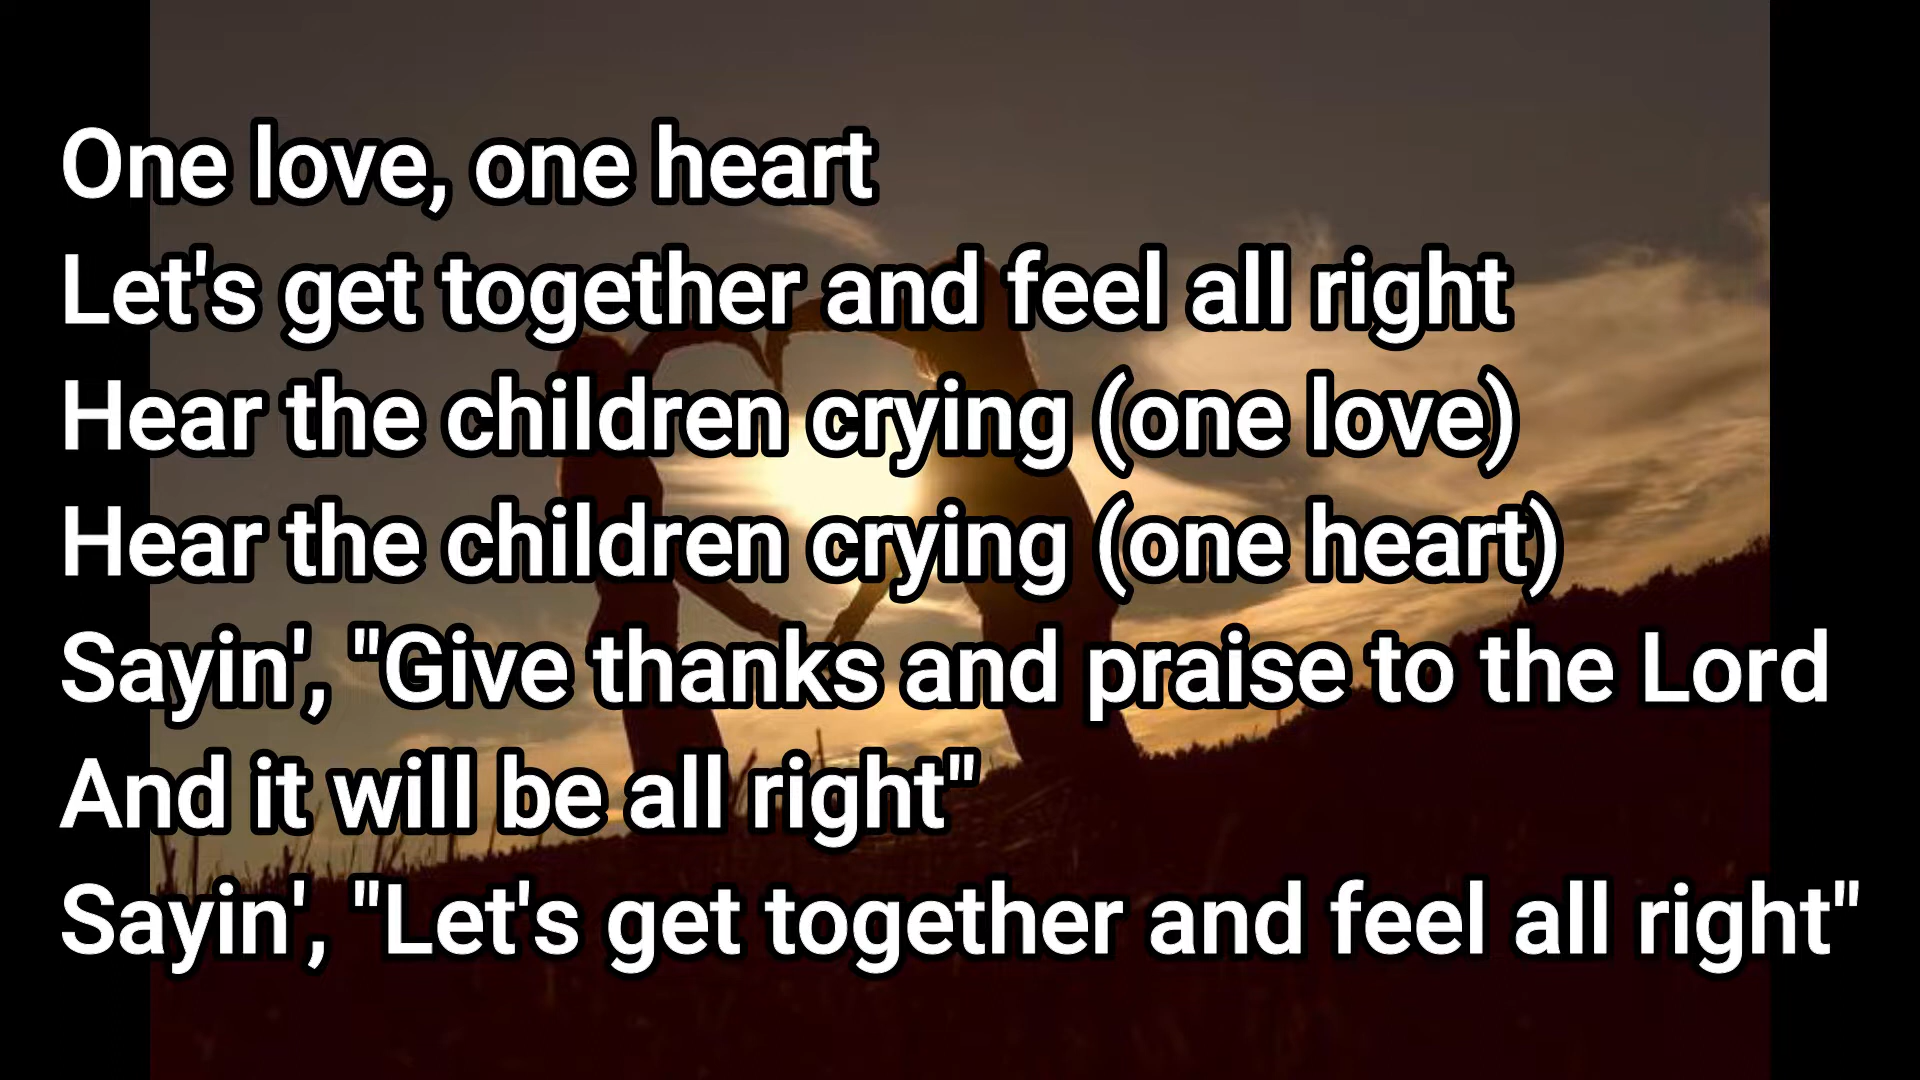 One love, one heart
Let's get together and feel all right
Hear the children crying (one love)
Hear the children crying (one heart)
Sayin', "Give thanks and praise to the Lord
And it will be all right"
Sayin', "Let's get together and feel all right"